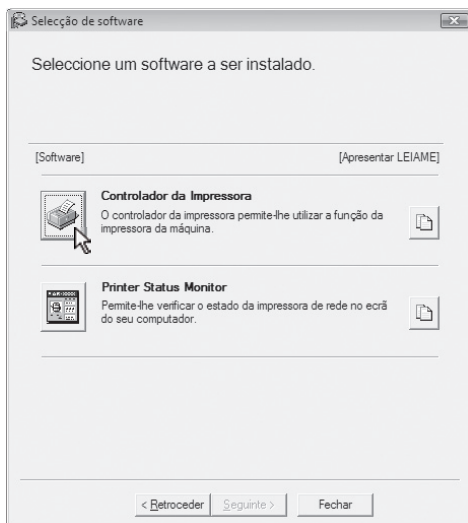 Selecção de software
Seleccione um software a ser instalado.
[Software] [Apresentar LEIAME]
Controlador da Impressora
O controlador da impressora permite-lhe utilizar a função da
impressora da máquina.
Printer Status Monitor
Permite-lhe verificar o estado da impressora de rede no ecrã
do seu computador.
< Retroceder Seguinte > Fechar